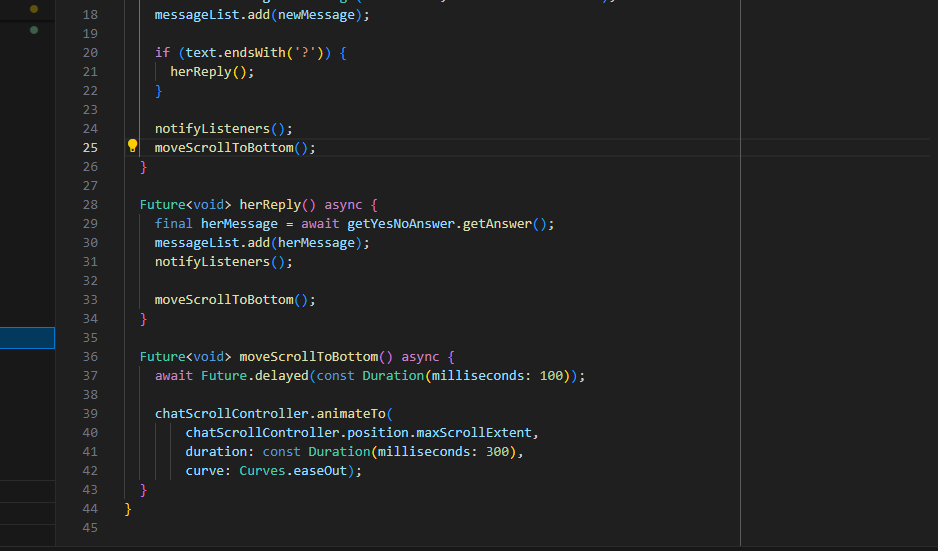 18 messageList.add(newMessage);
19
20 if (text.endsWith('?')) {
21 herReply();
22 }
23
24 notifyListeners();
25 moveScrollToBottom();
26 }
27
28 Future<void> herReply() async {
29 final herMessage = await getYesNoAnswer.getAnswer();
30 messageList.add(herMessage);
31 notifyListeners();
32
33 moveScrollToBottom();
34 }
35
36 Future<void> moveScrollToBottom() async {
37 await Future.delayed(const Duration(milliseconds: 100));
38
39 chatScrollController.animateTo(
40 chatScrollController.position.maxScrollExtent,
41 duration: const Duration(milliseconds: 300),
42 curve: Curves.easeOut);
43 }
44 }
45